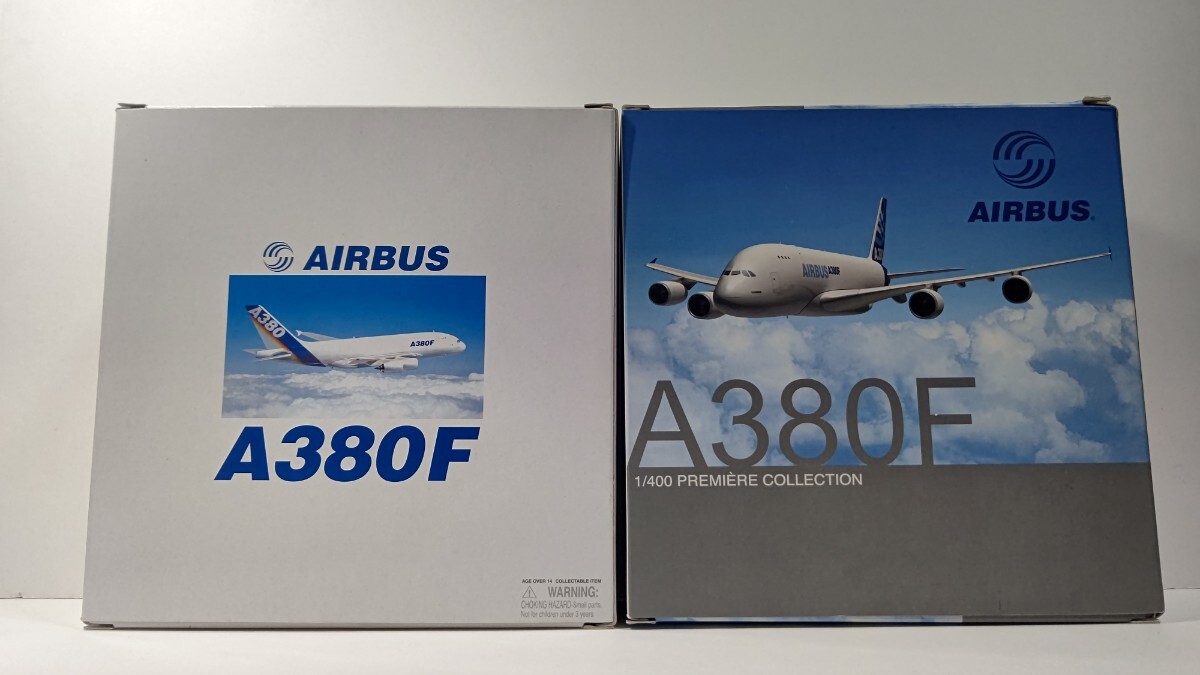 AIRBUS
A380
A380F
A380F
AGE OVER 14 COLLECTABLE ITEM
WARNING:
CHOKING HAZARD-Small parts.
Not for children under 3 years.
AIRBUS
AIRBUS A380F
A380F
1/400 PREMIÈRE COLLECTION